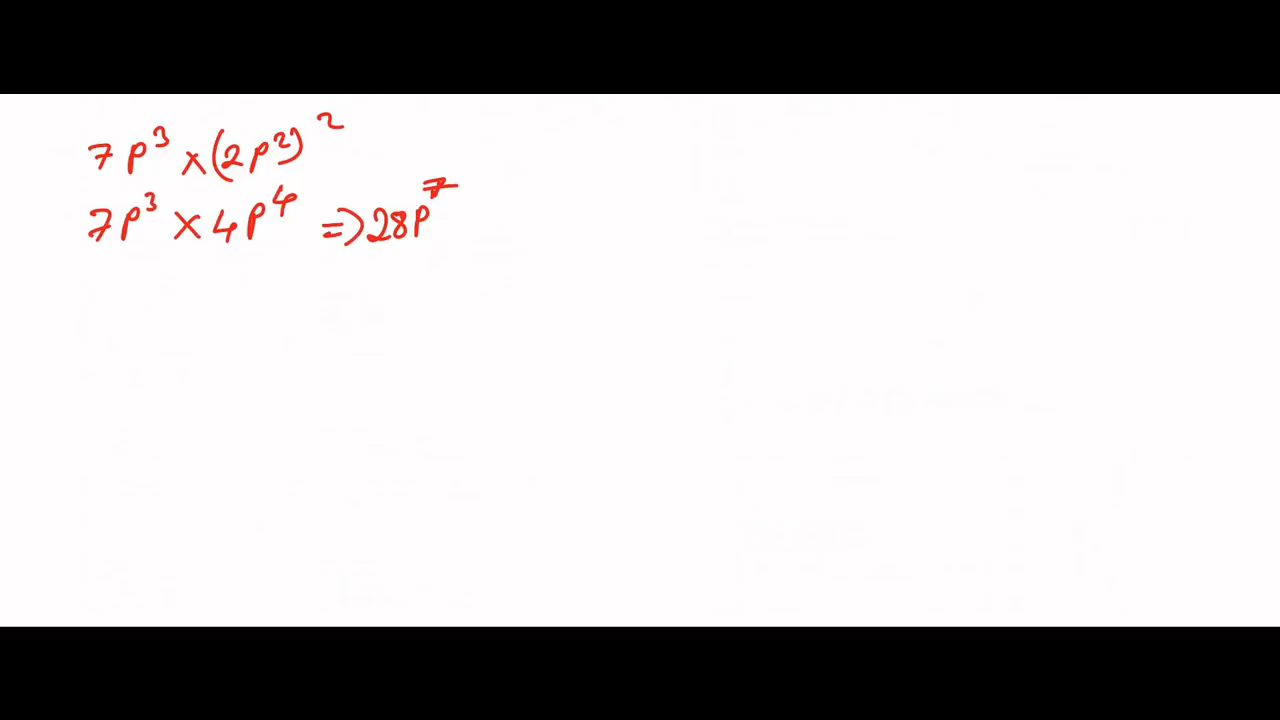 7p³ × (2p²)²
7p³ × 4p⁴ => 28p⁷